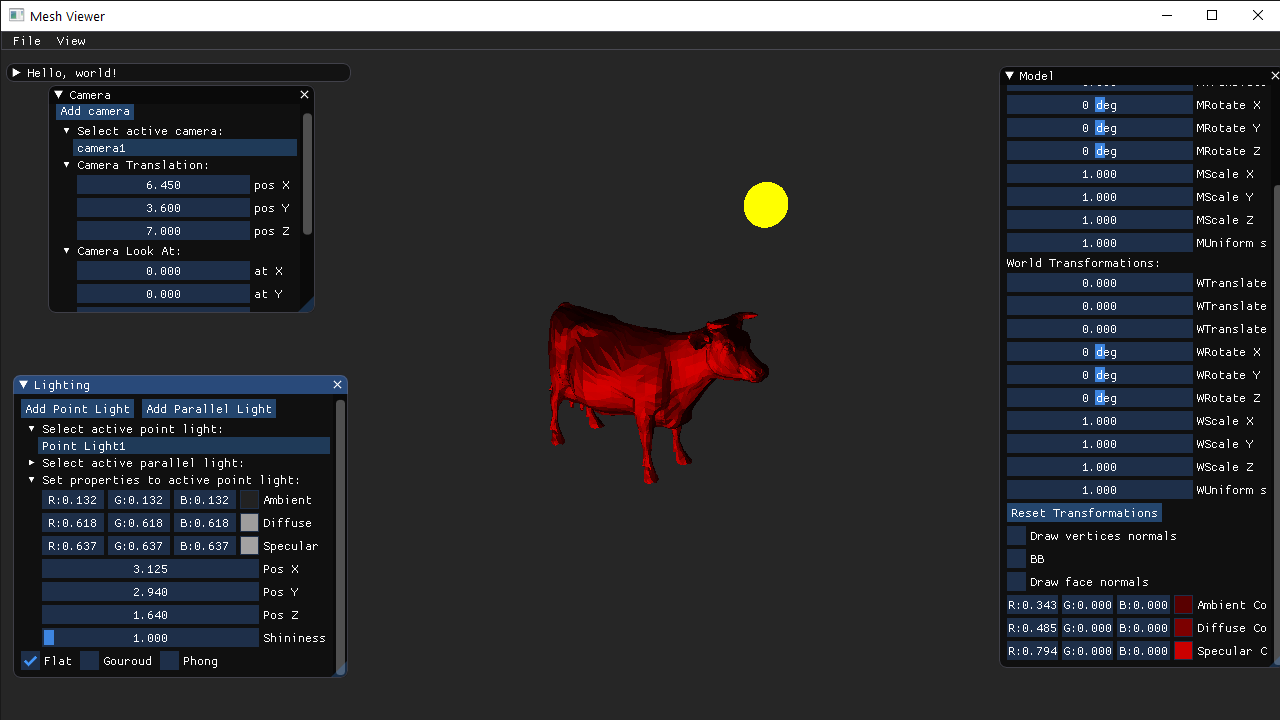 Mesh Viewer
File View
Hello, world!
Camera
Add camera
Select active camera:
camera1
Camera Translation:
6.450 pos X
3.600 pos Y
7.000 pos Z
Camera Look At:
0.000 at X
0.000 at Y
Lighting
Add Point Light Add Parallel Light
Select active point light:
Point Light1
Select active parallel light:
Set properties to active point light:
R:0.132 G:0.132 B:0.132 Ambient
R:0.618 G:0.618 B:0.618 Diffuse
R:0.637 G:0.637 B:0.637 Specular
3.125 Pos X
2.940 Pos Y
1.640 Pos Z
1.000 Shininess
Flat Gouroud Phong
Model
0 deg MRotate X
0 deg MRotate Y
0 deg MRotate Z
1.000 MScale X
1.000 MScale Y
1.000 MScale Z
1.000 MUniform s
World Transformations:
0.000 WTranslate
0.000 WTranslate
0.000 WTranslate
0 deg WRotate X
0 deg WRotate Y
0 deg WRotate Z
1.000 WScale X
1.000 WScale Y
1.000 WScale Z
1.000 WUniform s
Reset Transformations
Draw vertices normals
BB
Draw face normals
R:0.343 G:0.000 B:0.000 Ambient Co
R:0.485 G:0.000 B:0.000 Diffuse Co
R:0.794 G:0.000 B:0.000 Specular C